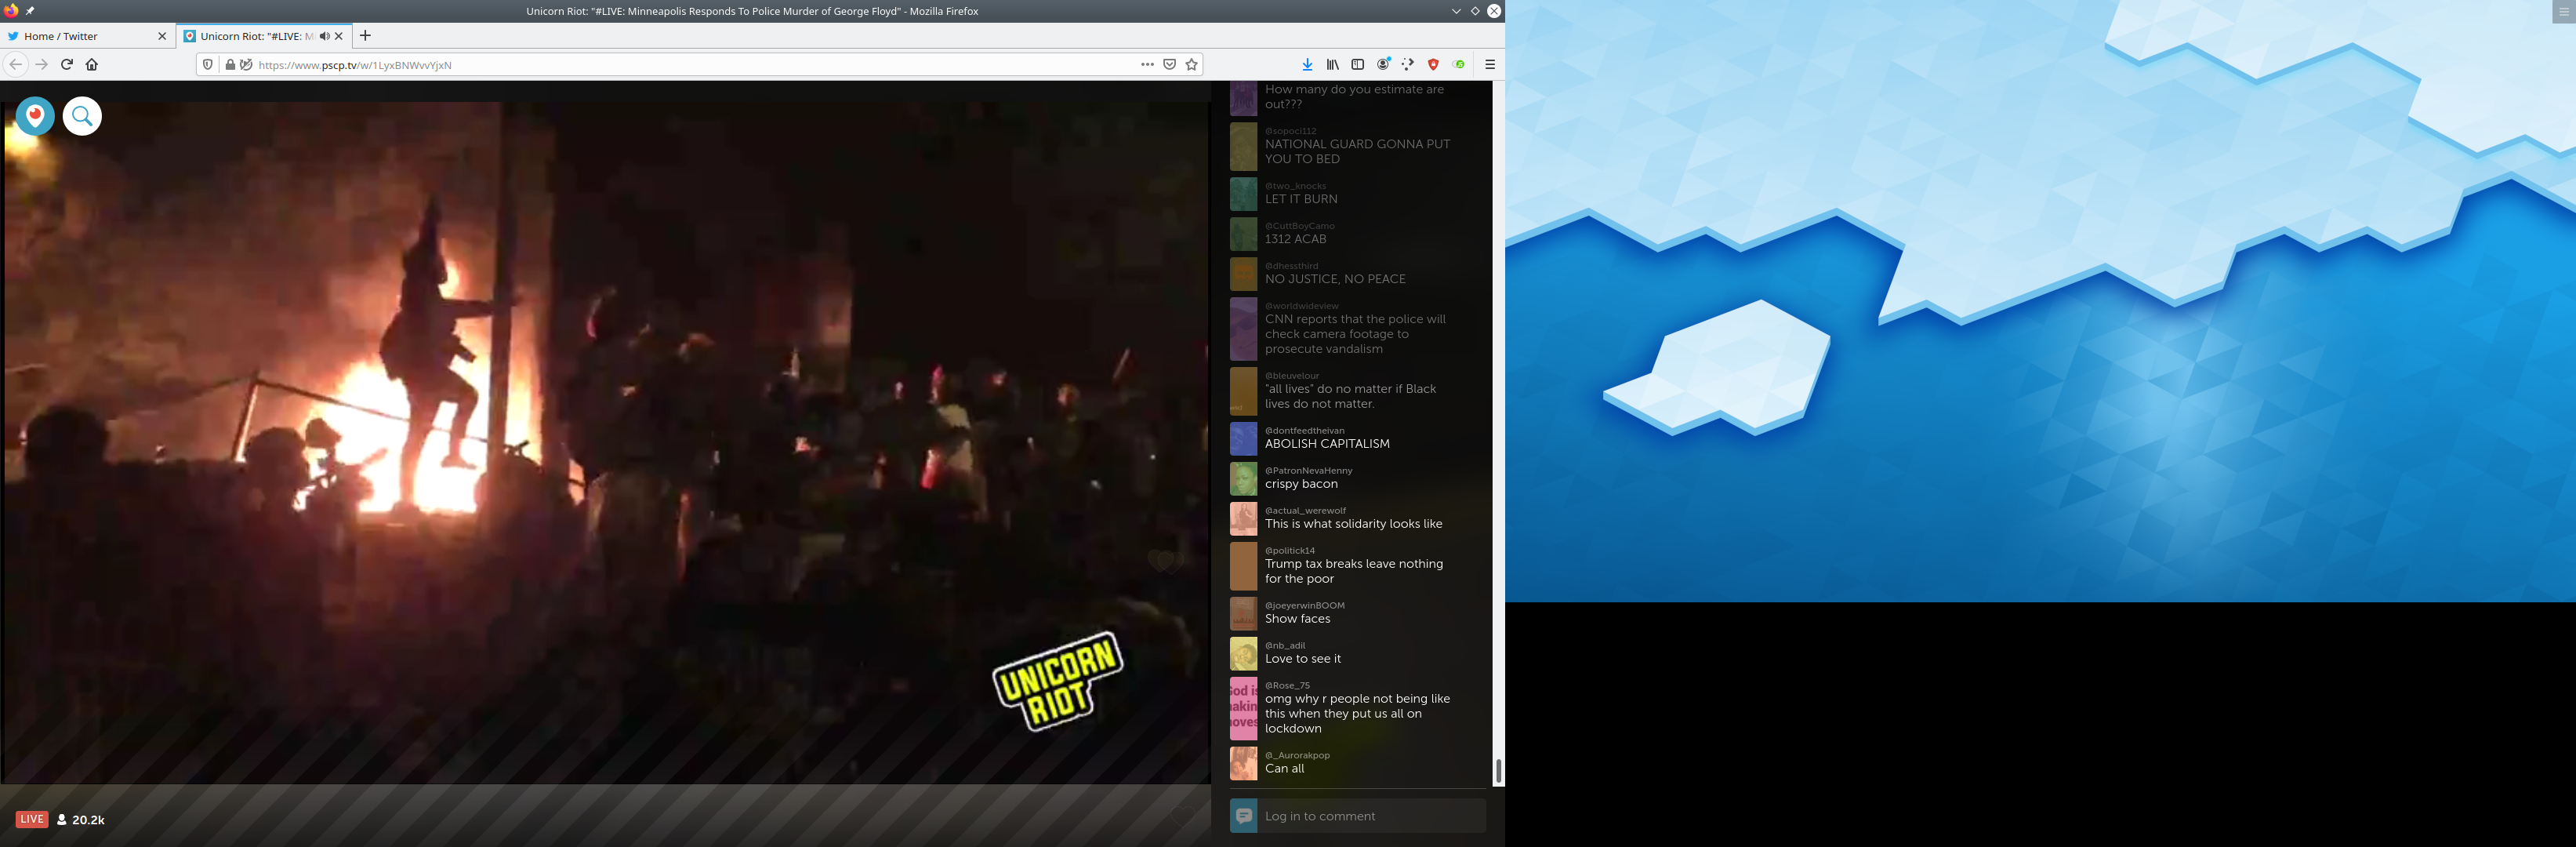 Unicorn Riot: "#LIVE: Minneapolis Responds To Police Murder of George Floyd" - Mozilla Firefox
Home / Twitter
Unicorn Riot: "#LIVE: M
https://www.pscp.tv/w/1LyxBNWvvYjxN
How many do you estimate are
out???
@sopoci112
NATIONAL GUARD GONNA PUT
YOU TO BED
@two_knocks
LET IT BURN
@CuttBoyCamo
1312 ACAB
@dhessthird
NO JUSTICE, NO PEACE
@worldwideview
CNN reports that the police will
check camera footage to
prosecute vandalism
@bleuvelour
"all lives" do no matter if Black
lives do not matter.
@dontfeedtheivan
ABOLISH CAPITALISM
@PatronNevaHenny
crispy bacon
@actual_werewolf
This is what solidarity looks like
@politick14
Trump tax breaks leave nothing
for the poor
@joeyerwinBOOM
Show faces
@nb_adil
Love to see it
@Rose_75
omg why r people not being like
this when they put us all on
lockdown
@_Aurorakpop
Can all
UNICORN
RIOT
LIVE 20.2k
Log in to comment